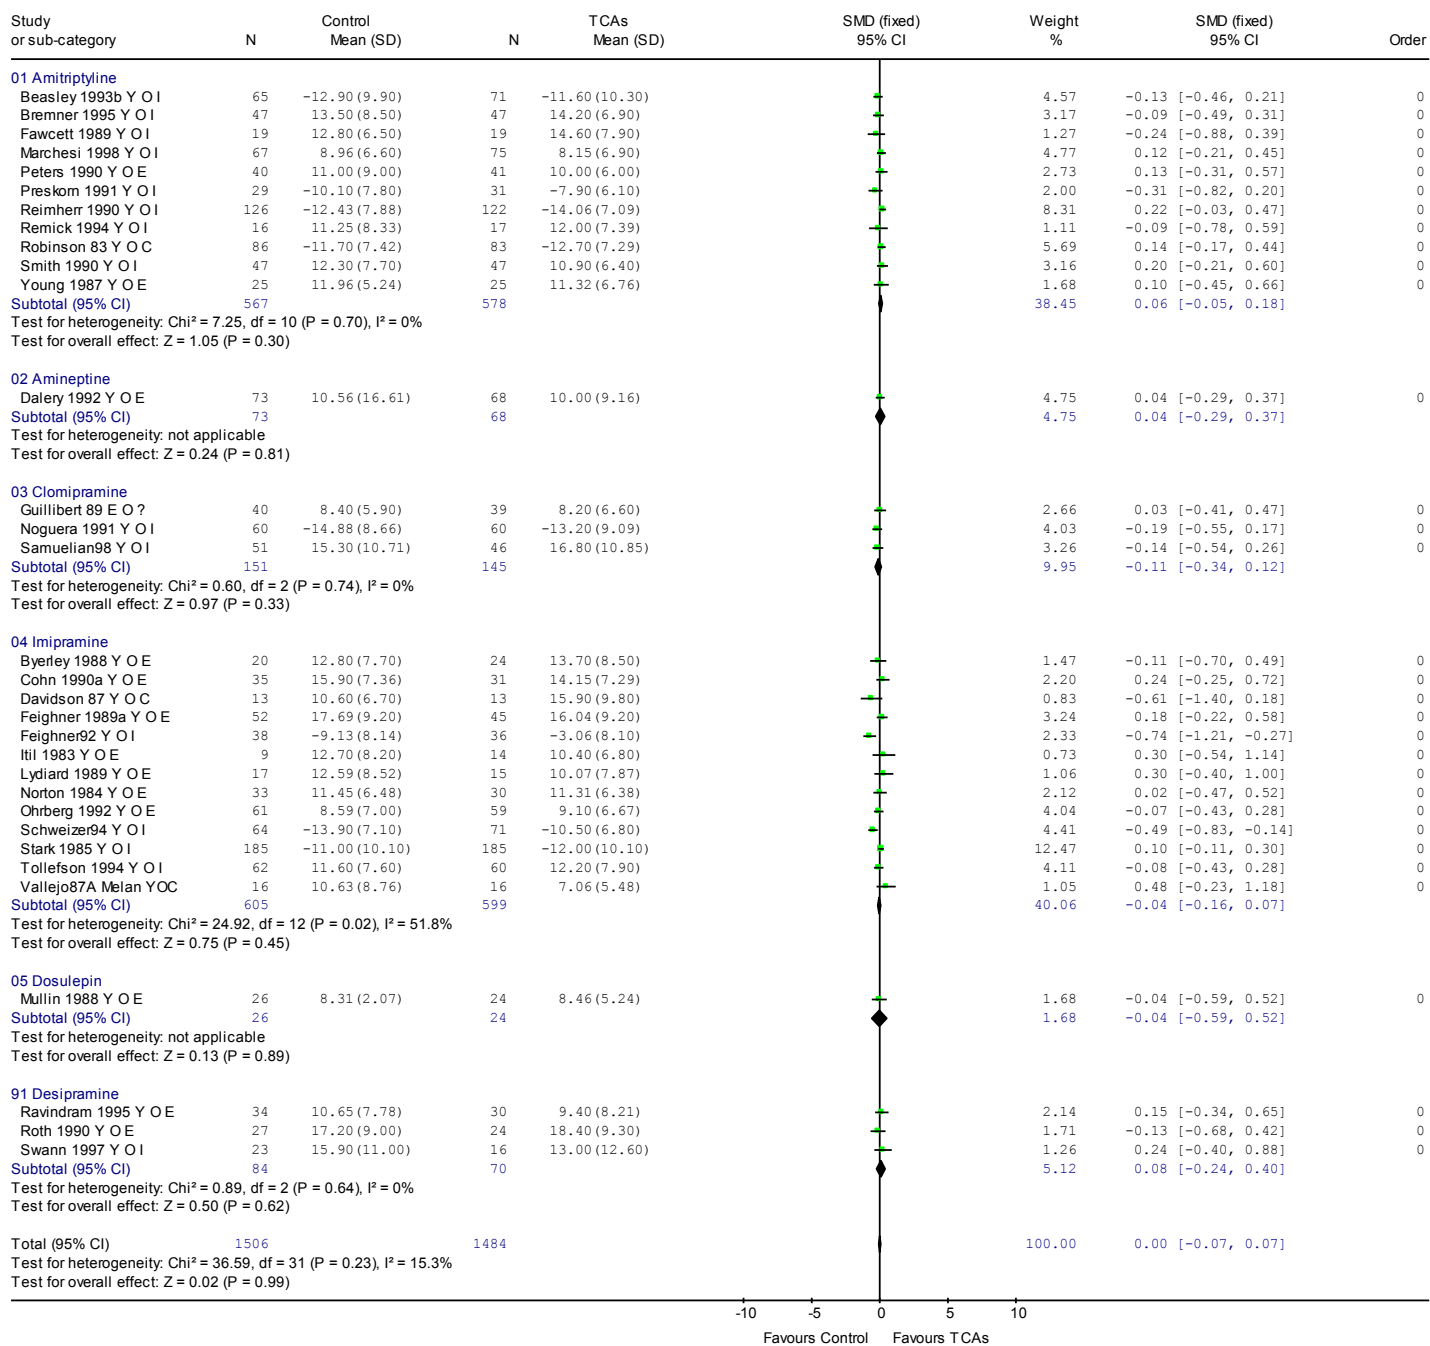 Study Control TCAs SMD (fixed) Weight SMD (fixed)
or sub-category N Mean (SD) N Mean (SD) 95% CI % 95% CI Order
01 Amitriptyline
Beasley 1993b Y O I 65 -12.90(9.90) 71 -11.60(10.30) 4.57 -0.13 [-0.46, 0.21] 0
Bremner 1995 Y O I 47 13.50(8.50) 47 14.20(6.90) 3.17 -0.09 [-0.49, 0.31] 0
Fawcett 1989 Y O I 19 12.80(6.50) 19 14.60(7.90) 1.27 -0.24 [-0.88, 0.39] 0
Marchesi 1998 Y O I 67 8.96(6.60) 75 8.15(6.90) 4.77 0.12 [-0.21, 0.45] 0
Peters 1990 Y O E 40 11.00(9.00) 41 10.00(6.00) 2.73 0.13 [-0.31, 0.57] 0
Preskorn 1991 Y O I 29 -10.10(7.80) 31 -7.90(6.10) 2.00 -0.31 [-0.82, 0.20] 0
Reimherr 1990 Y O I 126 -12.43(7.88) 122 -14.06(7.09) 8.31 0.22 [-0.03, 0.47] 0
Remick 1994 Y O I 16 11.25(8.33) 17 12.00(7.39) 1.11 -0.09 [-0.78, 0.59] 0
Robinson 83 Y O C 86 -11.70(7.42) 83 -12.70(7.29) 5.69 0.14 [-0.17, 0.44] 0
Smith 1990 Y O I 47 12.30(7.70) 47 10.90(6.40) 3.16 0.20 [-0.21, 0.60] 0
Young 1987 Y O E 25 11.96(5.24) 25 11.32(6.76) 1.68 0.10 [-0.45, 0.66] 0
Subtotal (95% CI) 567 578 38.45 0.06 [-0.05, 0.18]
Test for heterogeneity: Chi² = 7.25, df = 10 (P = 0.70), I² = 0%
Test for overall effect: Z = 1.05 (P = 0.30)
02 Amineptine
Dalery 1992 Y O E 73 10.56(16.61) 68 10.00(9.16) 4.75 0.04 [-0.29, 0.37] 0
Subtotal (95% CI) 73 68 4.75 0.04 [-0.29, 0.37]
Test for heterogeneity: not applicable
Test for overall effect: Z = 0.24 (P = 0.81)
03 Clomipramine
Guillibert 89 E O ? 40 8.40(5.90) 39 8.20(6.60) 2.66 0.03 [-0.41, 0.47] 0
Noguera 1991 Y O I 60 -14.88(8.66) 60 -13.20(9.09) 4.03 -0.19 [-0.55, 0.17] 0
Samuelian98 Y O I 51 15.30(10.71) 46 16.80(10.85) 3.26 -0.14 [-0.54, 0.26] 0
Subtotal (95% CI) 151 145 9.95 -0.11 [-0.34, 0.12]
Test for heterogeneity: Chi² = 0.60, df = 2 (P = 0.74), I² = 0%
Test for overall effect: Z = 0.97 (P = 0.33)
04 Imipramine
Byerley 1988 Y O E 20 12.80(7.70) 24 13.70(8.50) 1.47 -0.11 [-0.70, 0.49] 0
Cohn 1990a Y O E 35 15.90(7.36) 31 14.15(7.29) 2.20 0.24 [-0.25, 0.72] 0
Davidson 87 Y O C 13 10.60(6.70) 13 15.90(9.80) 0.83 -0.61 [-1.40, 0.18] 0
Feighner 1989a Y O E 52 17.69(9.20) 45 16.04(9.20) 3.24 0.18 [-0.22, 0.58] 0
Feighner92 Y O I 38 -9.13(8.14) 36 -3.06(8.10) 2.33 -0.74 [-1.21, -0.27] 0
Itil 1983 Y O E 9 12.70(8.20) 14 10.40(6.80) 0.73 0.30 [-0.54, 1.14] 0
Lydiard 1989 Y O E 17 12.59(8.52) 15 10.07(7.87) 1.06 0.30 [-0.40, 1.00] 0
Norton 1984 Y O E 33 11.45(6.48) 30 11.31(6.38) 2.12 0.02 [-0.47, 0.52] 0
Ohrberg 1992 Y O E 61 8.59(7.00) 59 9.10(6.67) 4.04 -0.07 [-0.43, 0.28] 0
Schweizer94 Y O I 64 -13.90(7.10) 71 -10.50(6.80) 4.41 -0.49 [-0.83, -0.14] 0
Stark 1985 Y O I 185 -11.00(10.10) 185 -12.00(10.10) 12.47 0.10 [-0.11, 0.30] 0
Tollefson 1994 Y O I 62 11.60(7.60) 60 12.20(7.90) 4.11 -0.08 [-0.43, 0.28] 0
Vallejo87A Melan YOC 16 10.63(8.76) 16 7.06(5.48) 1.05 0.48 [-0.23, 1.18] 0
Subtotal (95% CI) 605 599 40.06 -0.04 [-0.16, 0.07]
Test for heterogeneity: Chi² = 24.92, df = 12 (P = 0.02), I² = 51.8%
Test for overall effect: Z = 0.75 (P = 0.45)
05 Dosulepin
Mullin 1988 Y O E 26 8.31(2.07) 24 8.46(5.24) 1.68 -0.04 [-0.59, 0.52] 0
Subtotal (95% CI) 26 24 1.68 -0.04 [-0.59, 0.52]
Test for heterogeneity: not applicable
Test for overall effect: Z = 0.13 (P = 0.89)
91 Desipramine
Ravindram 1995 Y O E 34 10.65(7.78) 30 9.40(8.21) 2.14 0.15 [-0.34, 0.65] 0
Roth 1990 Y O E 27 17.20(9.00) 24 18.40(9.30) 1.71 -0.13 [-0.68, 0.42] 0
Swann 1997 Y O I 23 15.90(11.00) 16 13.00(12.60) 1.26 0.24 [-0.40, 0.88] 0
Subtotal (95% CI) 84 70 5.12 0.08 [-0.24, 0.40]
Test for heterogeneity: Chi² = 0.89, df = 2 (P = 0.64), I² = 0%
Test for overall effect: Z = 0.50 (P = 0.62)
Total (95% CI) 1506 1484 100.00 0.00 [-0.07, 0.07]
Test for heterogeneity: Chi² = 36.59, df = 31 (P = 0.23), I² = 15.3%
Test for overall effect: Z = 0.02 (P = 0.99)
-10 -5 0 5 10
Favours Control Favours TCAs